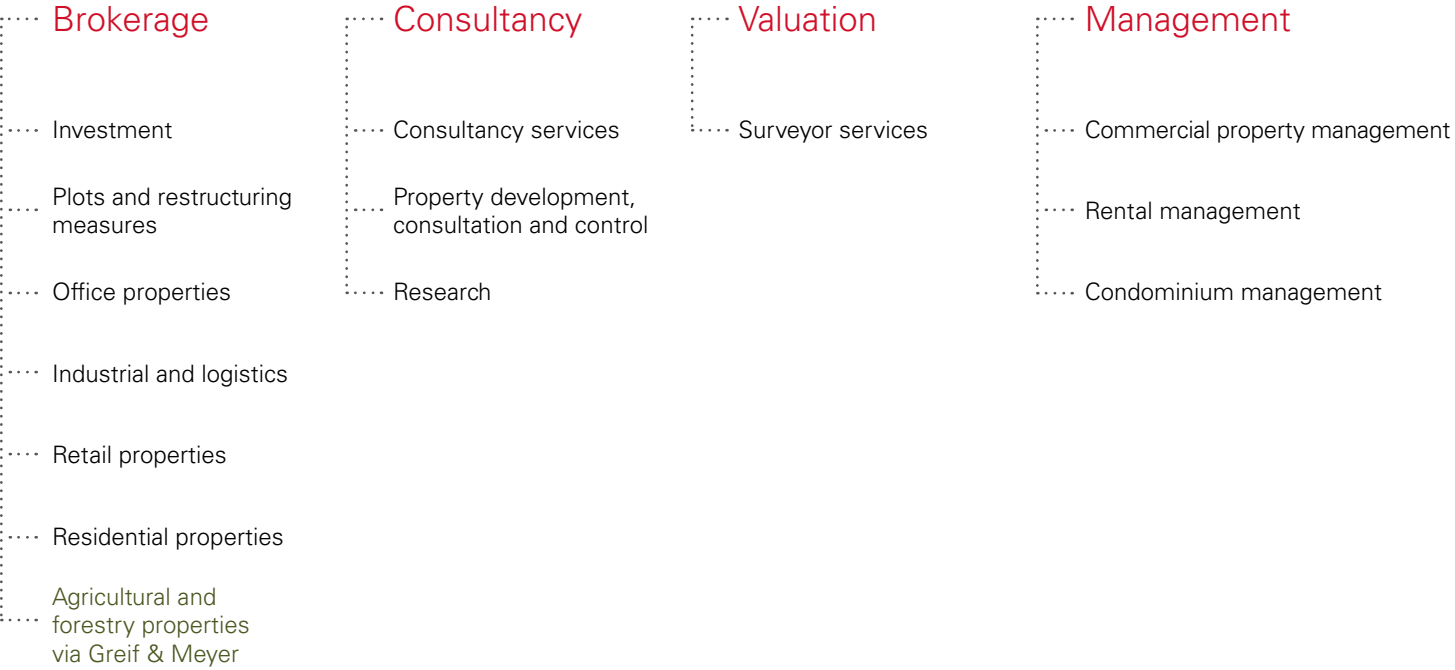 Brokerage
Investment
Plots and restructuring
measures
Office properties
Industrial and logistics
Retail properties
Residential properties
Agricultural and
forestry properties
via Greif & Meyer
Consultancy
Consultancy services
Property development,
consultation and control
Research
Valuation
Surveyor services
Management
Commercial property management
Rental management
Condominium management